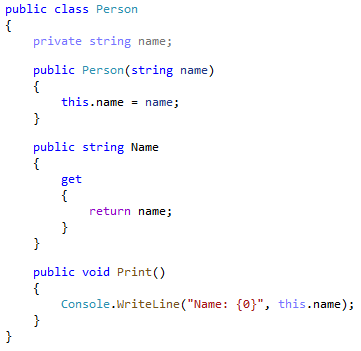 public class Person
{
    private string name;

    public Person(string name)
    {
        this.name = name;
    }

    public string Name
    {
        get
        {
            return name;
        }
    }

    public void Print()
    {
        Console.WriteLine("Name: {0}", this.name);
    }
}